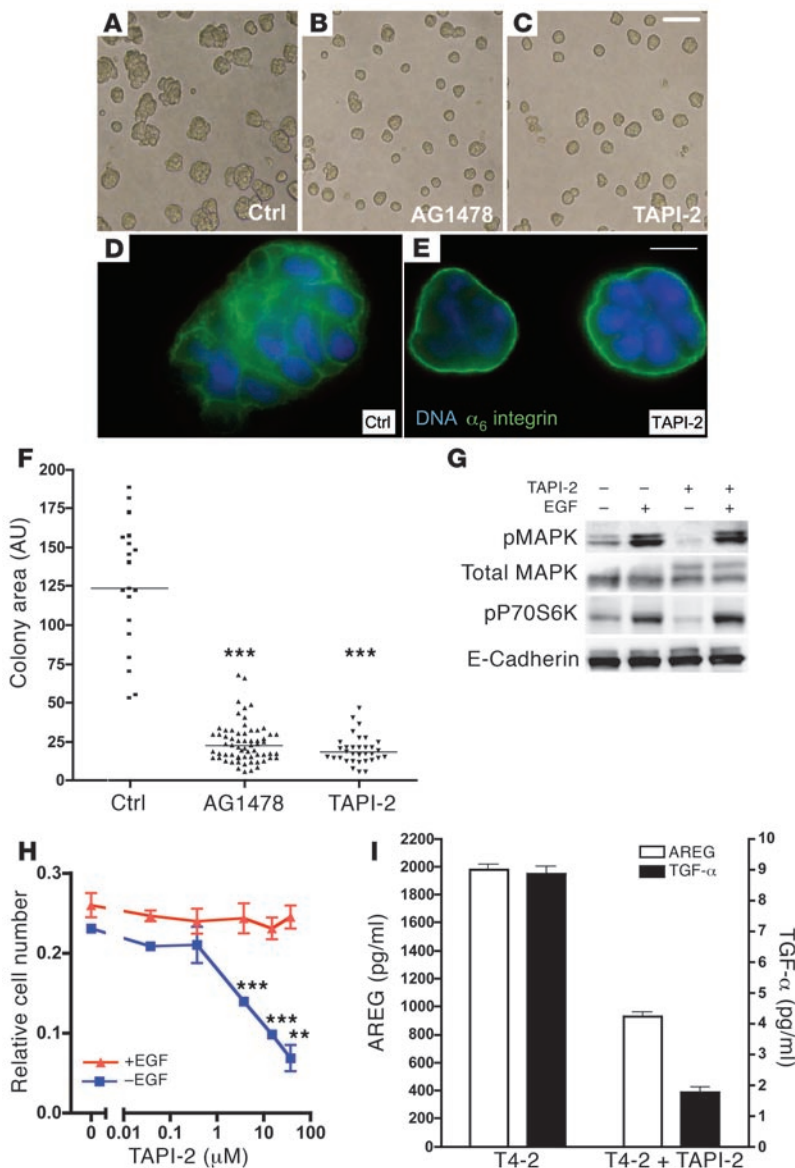 A
B
C
Ctrl
AG1478
TAPI-2
D
E
Ctrl
DNA α6 integrin
TAPI-2
F
Colony area (AU)
200
175
150
125
100
75
50
25
0
***
***
Ctrl
AG1478
TAPI-2
G
TAPI-2 – – + +
EGF – + – +
pMAPK
Total MAPK
pP70S6K
E-Cadherin
H
Relative cell number
0.3
0.2
0.1
0.0
***
***
**
+EGF
–EGF
0 0.01 0.1 1 10 100
TAPI-2 (μM)
I
AREG (pg/ml)
2200
2000
1800
1600
1400
1200
1000
800
600
400
200
0
AREG
TGF-α
10
9
8
7
6
5
4
3
2
1
0
TGF-α (pg/ml)
T4-2
T4-2 + TAPI-2